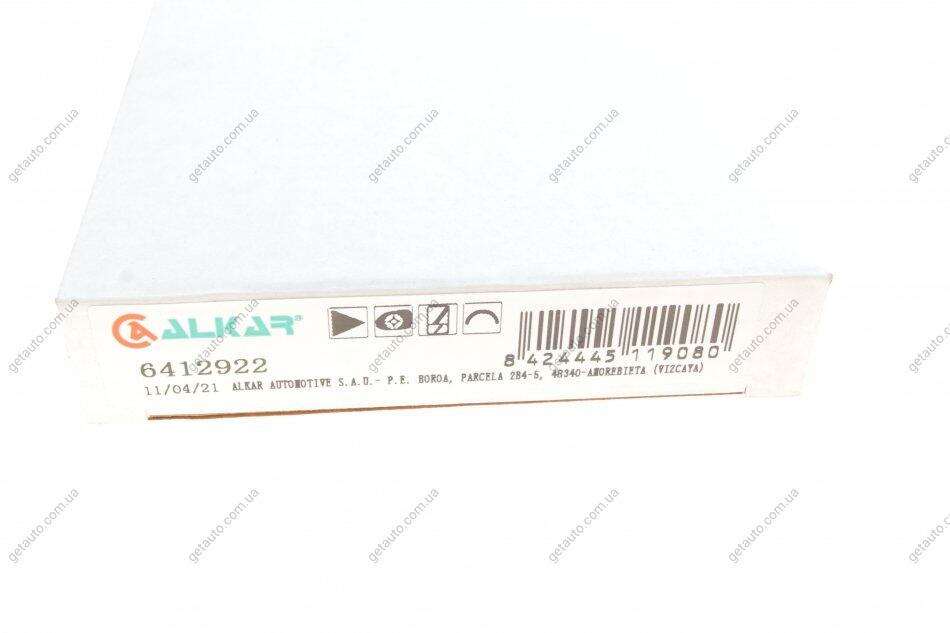 ALKAR
6412922
8 424445 119080
11/04/21 ALKAR AUTOMOTIVE S.A.U.- P.E. BOROA, PARCELA 2B4-5, 48340-AMOREBIETA (VIZCAYA)
getauto.com.ua